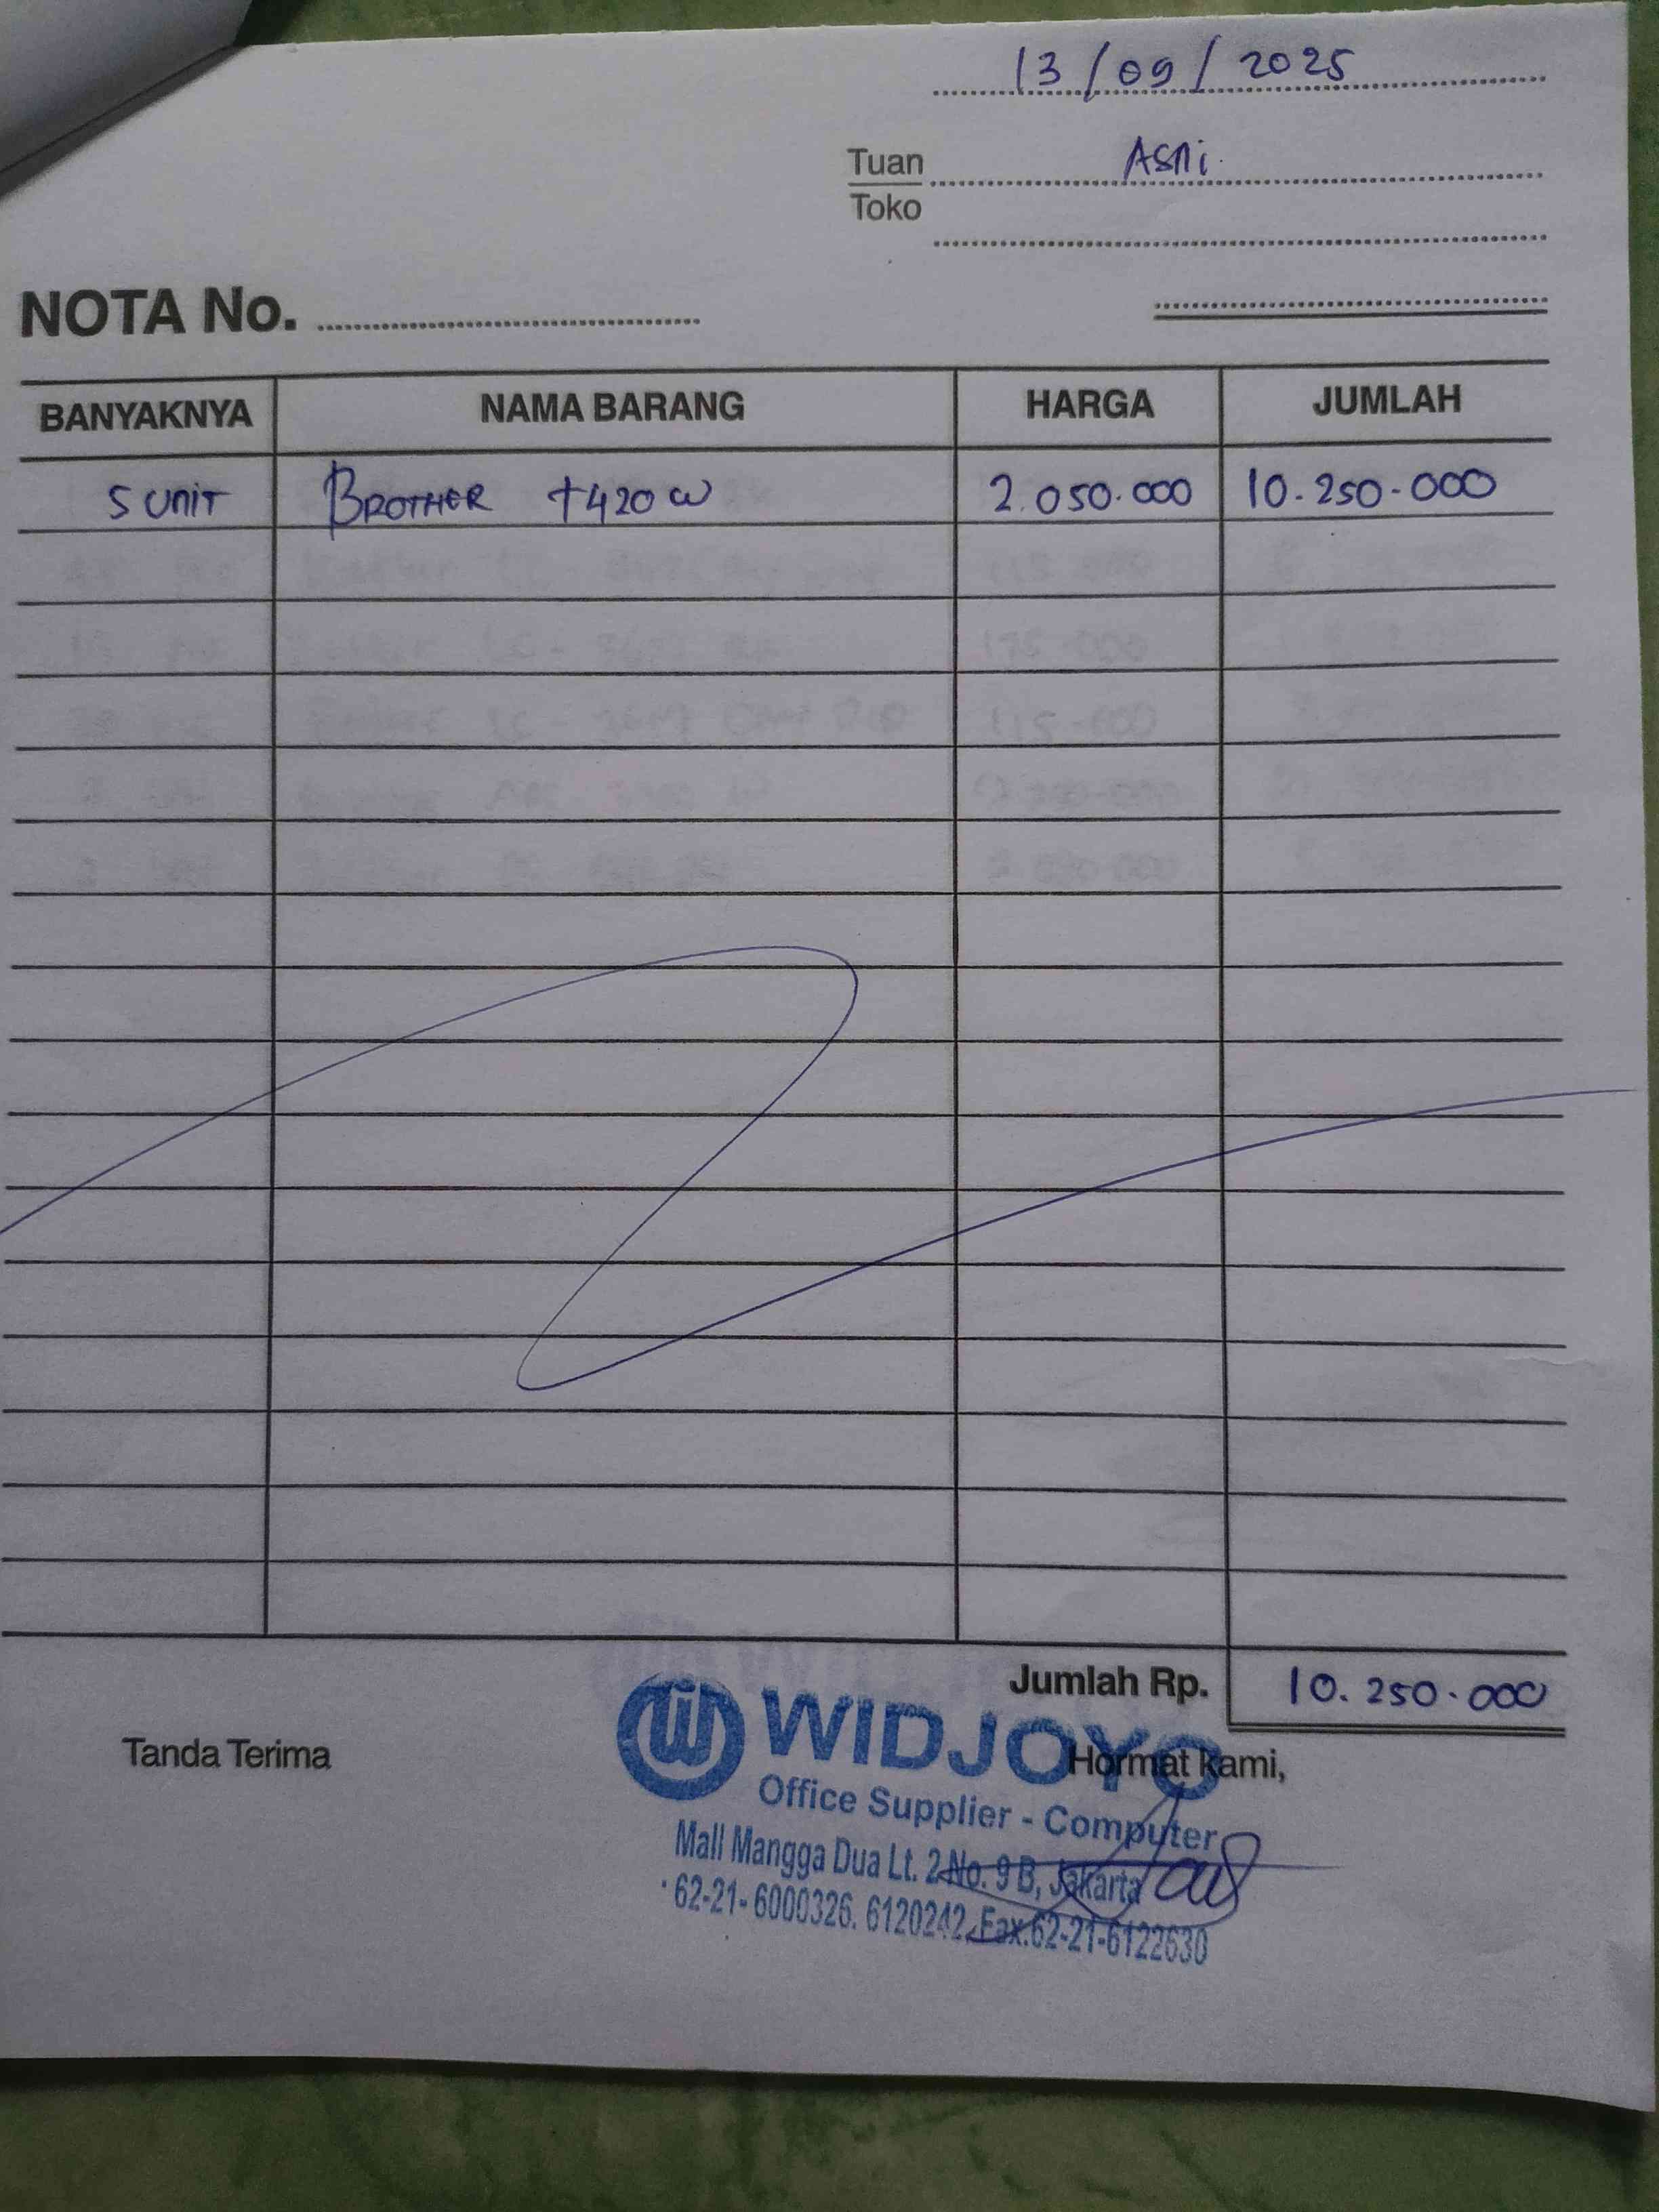 13/09/2025
Tuan Asni.
Toko
NOTA No.
BANYAKNYA NAMA BARANG HARGA JUMLAH
5 UNIT BROTHER T420W 2.050.000 10.250.000
Jumlah Rp. 10.250.000
Tanda Terima Hormat kami,
WIDJOYO
Office Supplier - Computer
Mall Mangga Dua Lt. 2 No. 9 B, Jakarta
62-21-6000326. 6120242, Fax.62-21-6122630